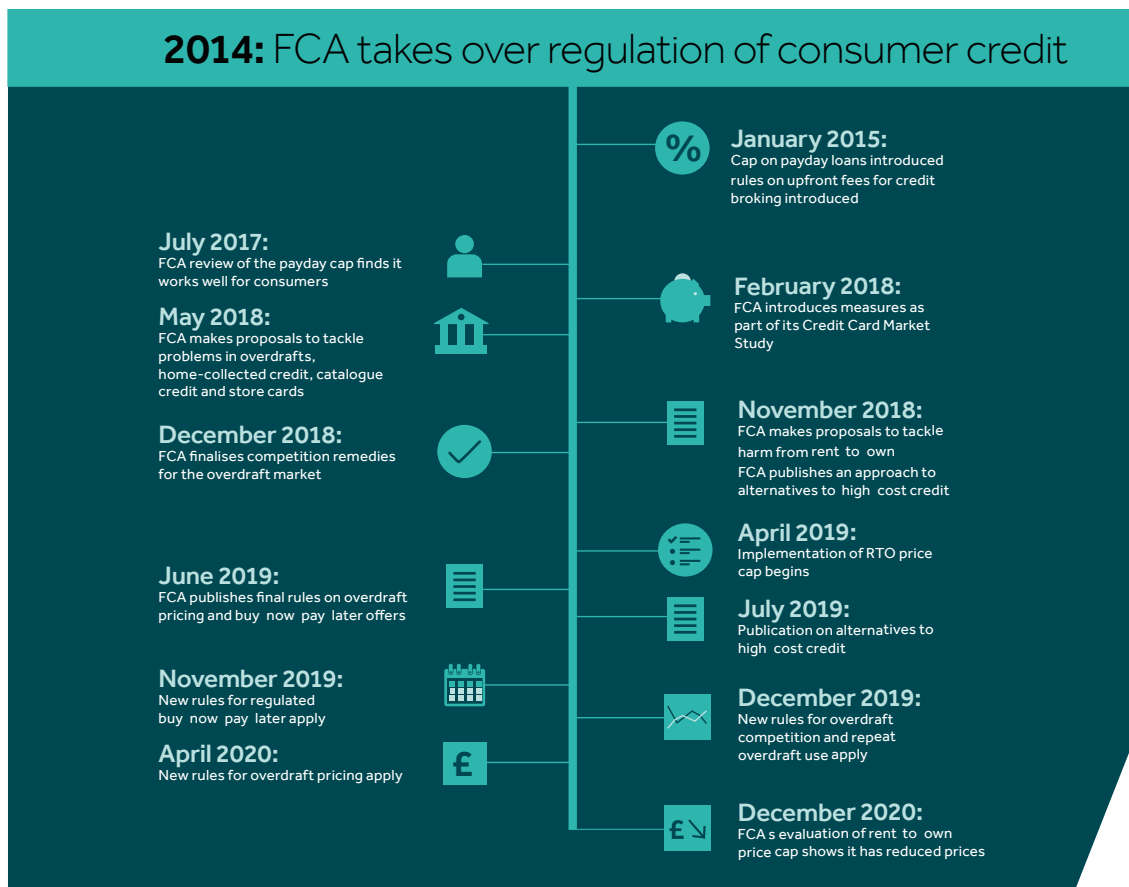 2014: FCA takes over regulation of consumer credit
January 2015:
Cap on payday loans introduced
rules on upfront fees for credit
broking introduced
July 2017:
FCA review of the payday cap finds it
works well for consumers
February 2018:
FCA introduces measures as
part of its Credit Card Market
Study
May 2018:
FCA makes proposals to tackle
problems in overdrafts,
home-collected credit, catalogue
credit and store cards
November 2018:
FCA makes proposals to tackle
harm from rent to own
FCA publishes an approach to
alternatives to high cost credit
December 2018:
FCA finalises competition remedies
for the overdraft market
April 2019:
Implementation of RTO price
cap begins
June 2019:
FCA publishes final rules on overdraft
pricing and buy now pay later offers
July 2019:
Publication on alternatives to
high cost credit
November 2019:
New rules for regulated
buy now pay later apply
December 2019:
New rules for overdraft
competition and repeat
overdraft use apply
April 2020:
New rules for overdraft pricing apply
December 2020:
FCA s evaluation of rent to own
price cap shows it has reduced prices
%
£
£